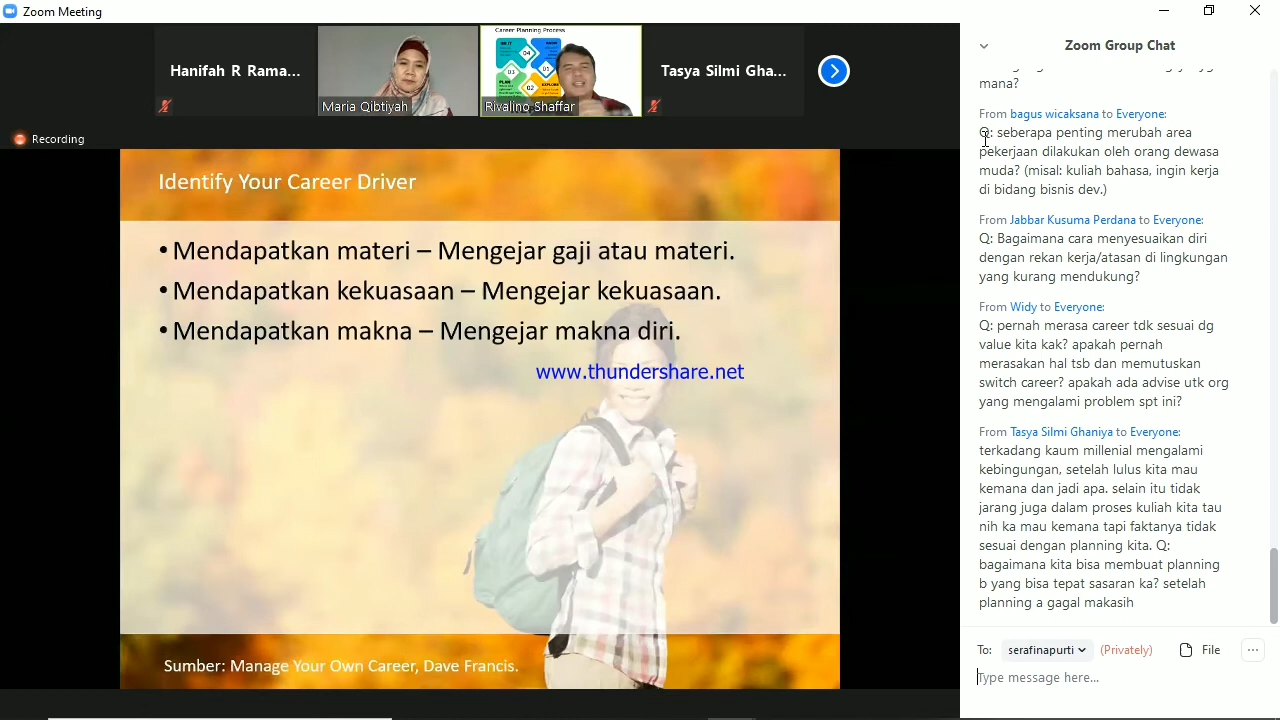 Zoom Meeting
Hanifah R Rama...
Maria Qibtiyah
Career Planning Process
04
03
01
02
PLAN
Rivalino Shaffar
Tasya Silmi Gha...
Recording
Identify Your Career Driver
• Mendapatkan materi – Mengejar gaji atau materi.
• Mendapatkan kekuasaan – Mengejar kekuasaan.
• Mendapatkan makna – Mengejar makna diri.
www.thundershare.net
Sumber: Manage Your Own Career, Dave Francis.
Zoom Group Chat
mana?
From bagus wicaksana to Everyone:
Q: seberapa penting merubah area
pekerjaan dilakukan oleh orang dewasa
muda? (misal: kuliah bahasa, ingin kerja
di bidang bisnis dev.)
From Jabbar Kusuma Perdana to Everyone:
Q: Bagaimana cara menyesuaikan diri
dengan rekan kerja/atasan di lingkungan
yang kurang mendukung?
From Widy to Everyone:
Q: pernah merasa career tdk sesuai dg
value kita kak? apakah pernah
merasakan hal tsb dan memutuskan
switch career? apakah ada advise utk org
yang mengalami problem spt ini?
From Tasya Silmi Ghaniya to Everyone:
terkadang kaum millenial mengalami
kebingungan, setelah lulus kita mau
kemana dan jadi apa. selain itu tidak
jarang juga dalam proses kuliah kita tau
nih ka mau kemana tapi faktanya tidak
sesuai dengan planning kita. Q:
bagaimana kita bisa membuat planning
b yang bisa tepat sasaran ka? setelah
planning a gagal makasih
To: serafinapurti (Privately) File
Type message here...